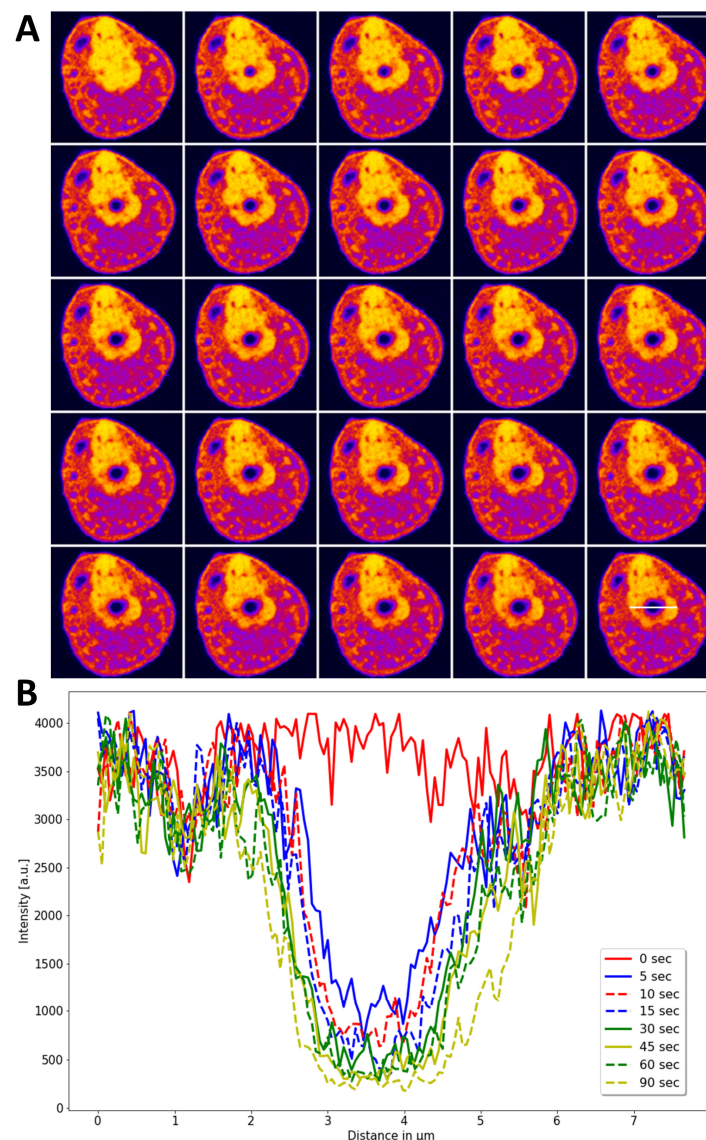 A
B
4000
3500
3000
2500
2000
1500
1000
500
0
Intensity [a.u.]
0 sec
5 sec
10 sec
15 sec
30 sec
45 sec
60 sec
90 sec
0 1 2 3 4 5 6 7
Distance in µm